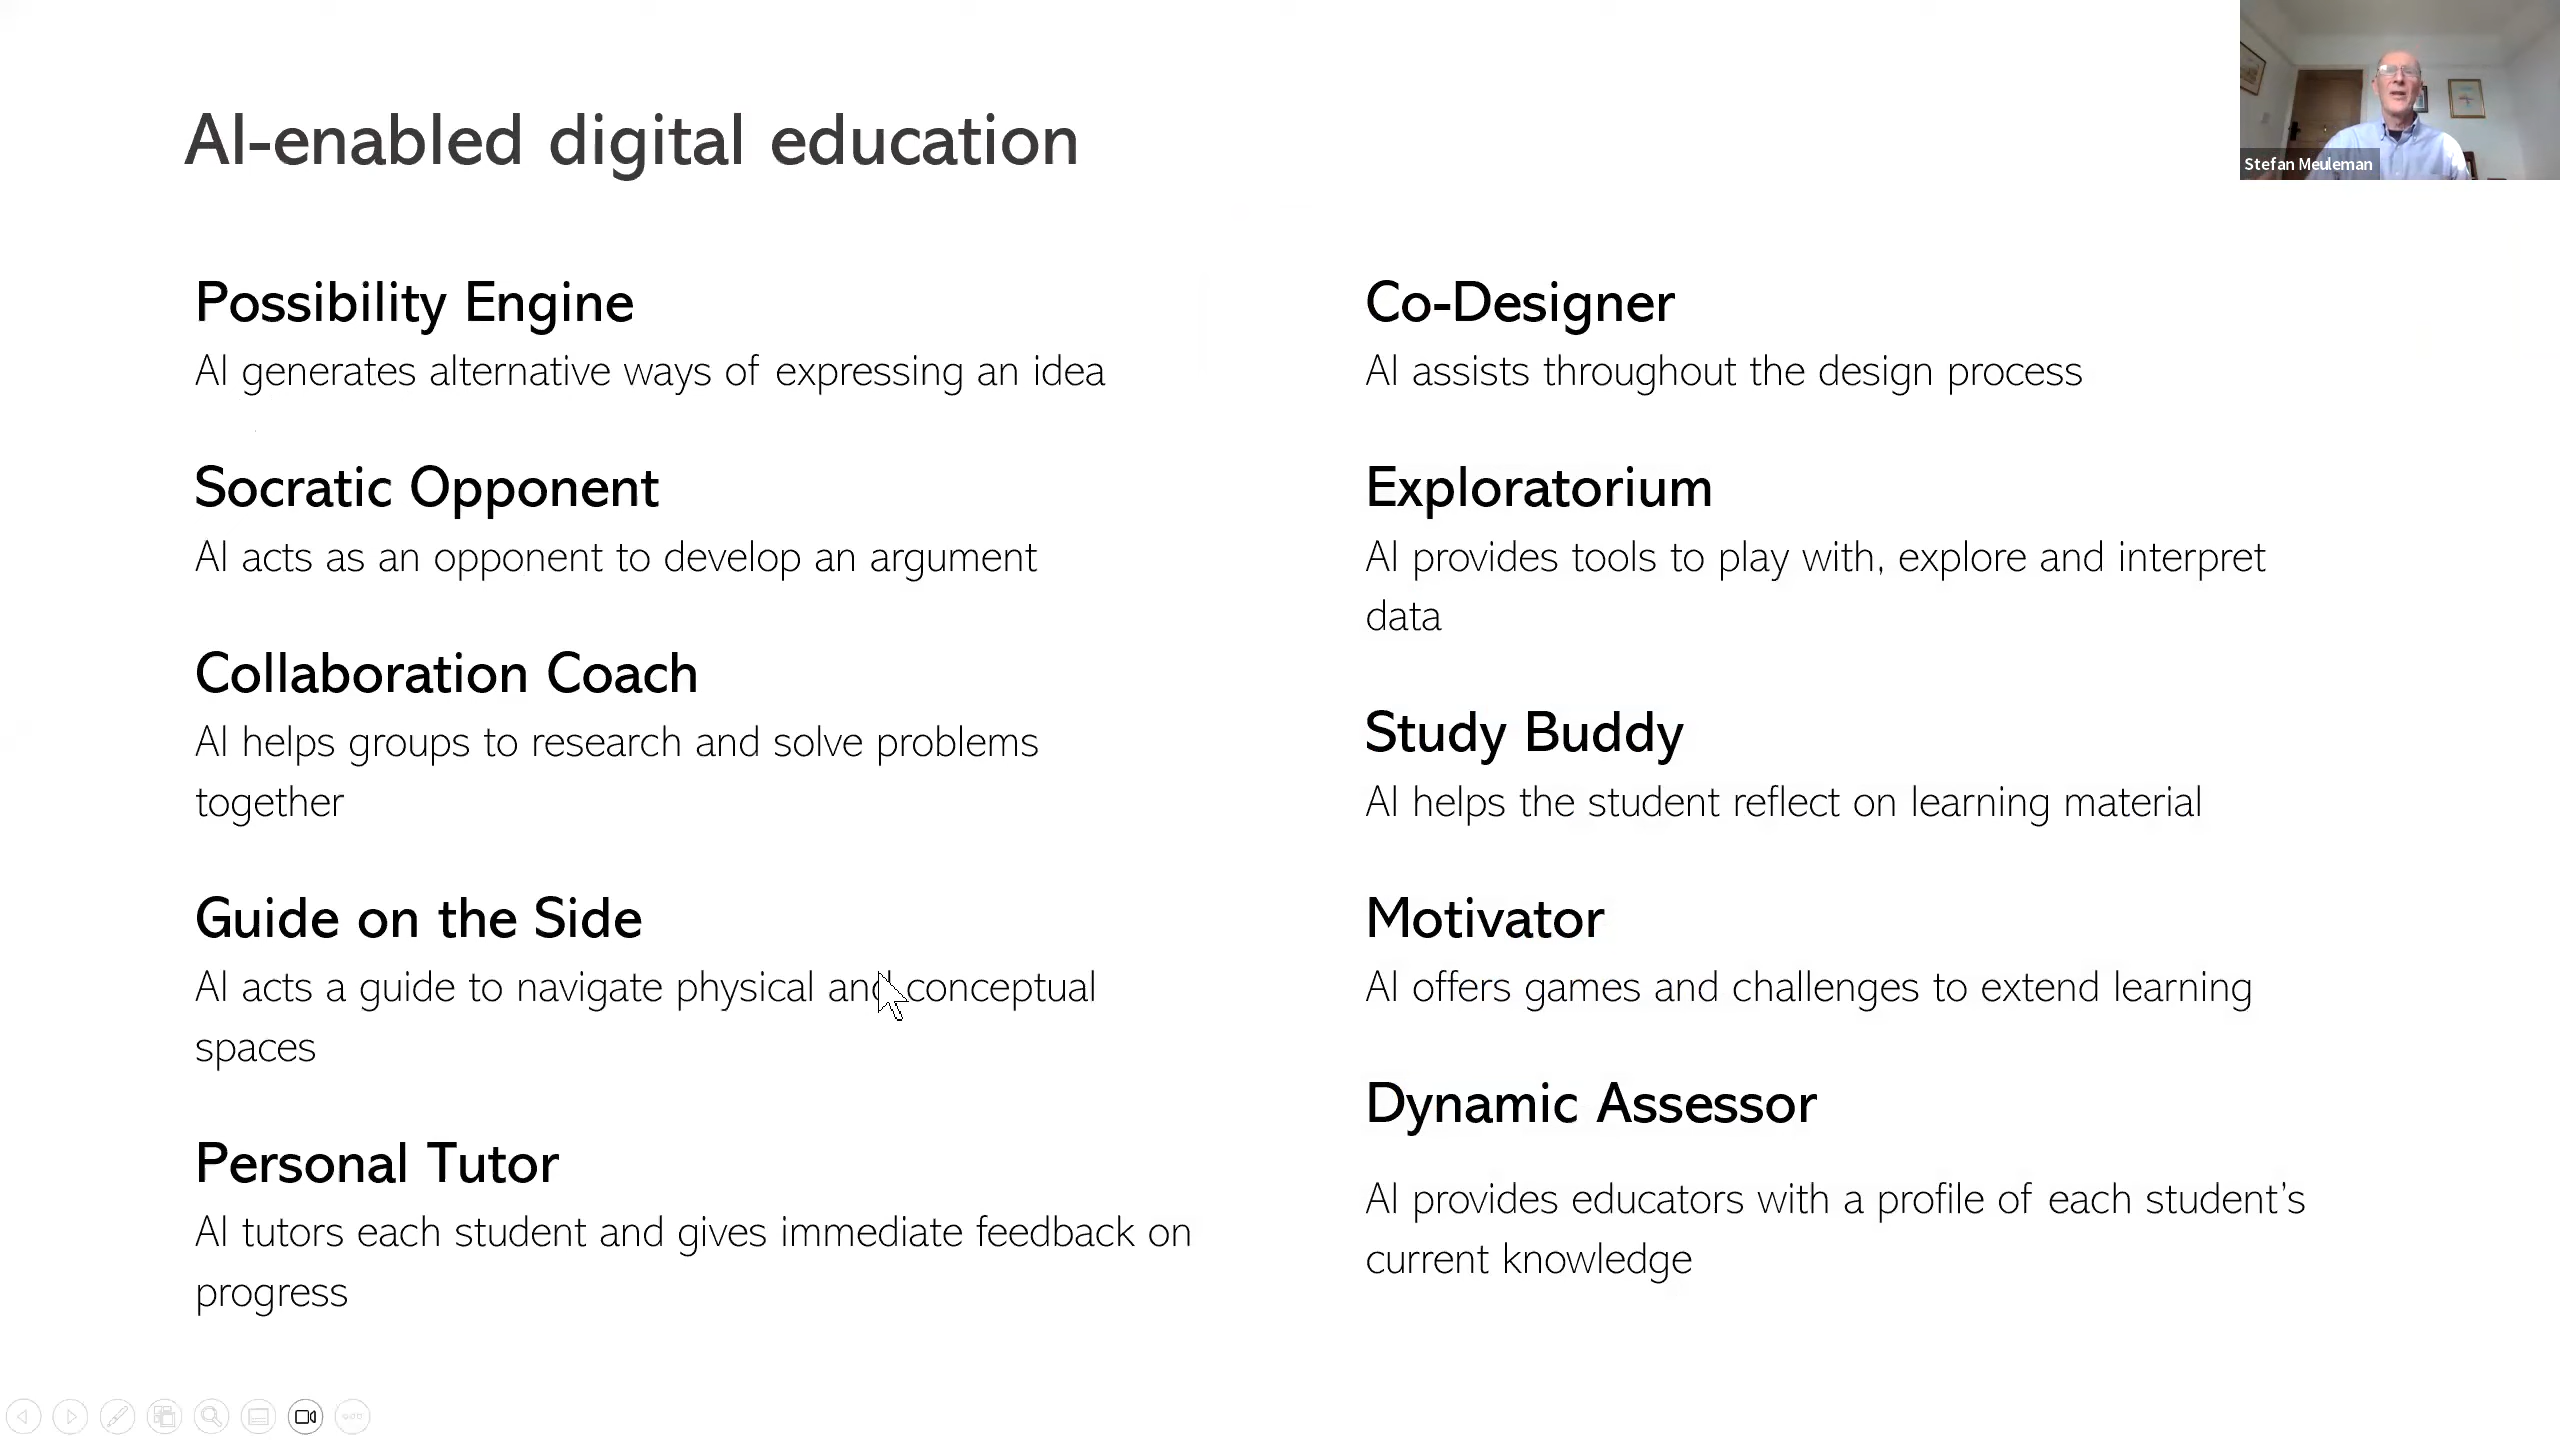 AI-enabled digital education
Stefan Meuleman
Possibility Engine
AI generates alternative ways of expressing an idea
Socratic Opponent
AI acts as an opponent to develop an argument
Collaboration Coach
AI helps groups to research and solve problems
together
Guide on the Side
AI acts a guide to navigate physical and conceptual
spaces
Personal Tutor
AI tutors each student and gives immediate feedback on
progress
Co-Designer
AI assists throughout the design process
Exploratorium
AI provides tools to play with, explore and interpret
data
Study Buddy
AI helps the student reflect on learning material
Motivator
AI offers games and challenges to extend learning
Dynamic Assessor
AI provides educators with a profile of each student’s
current knowledge